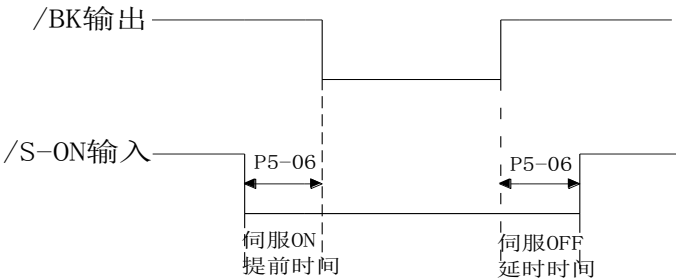 /BK输出
/S-ON输入
P5-06
P5-06
伺服ON
提前时间
伺服OFF
延时时间